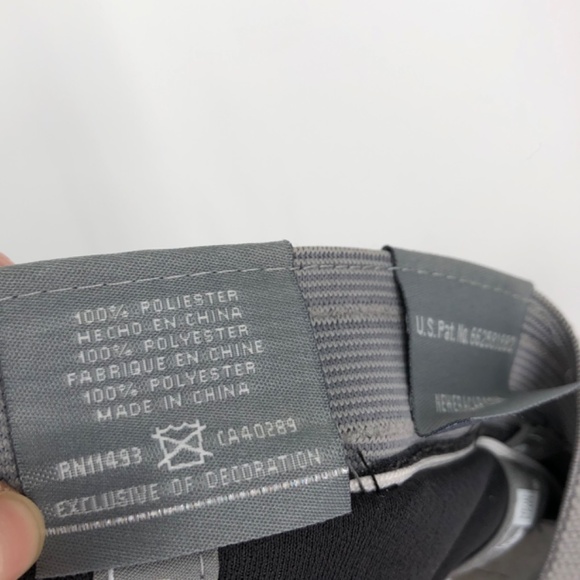 100% POLIESTER
HECHO EN CHINA
100% POLYESTER
FABRIQUE EN CHINE
100% POLYESTER
MADE IN CHINA
RN11493 CA40289
EXCLUSIVE OF DECORATION
U.S. Pat. No.